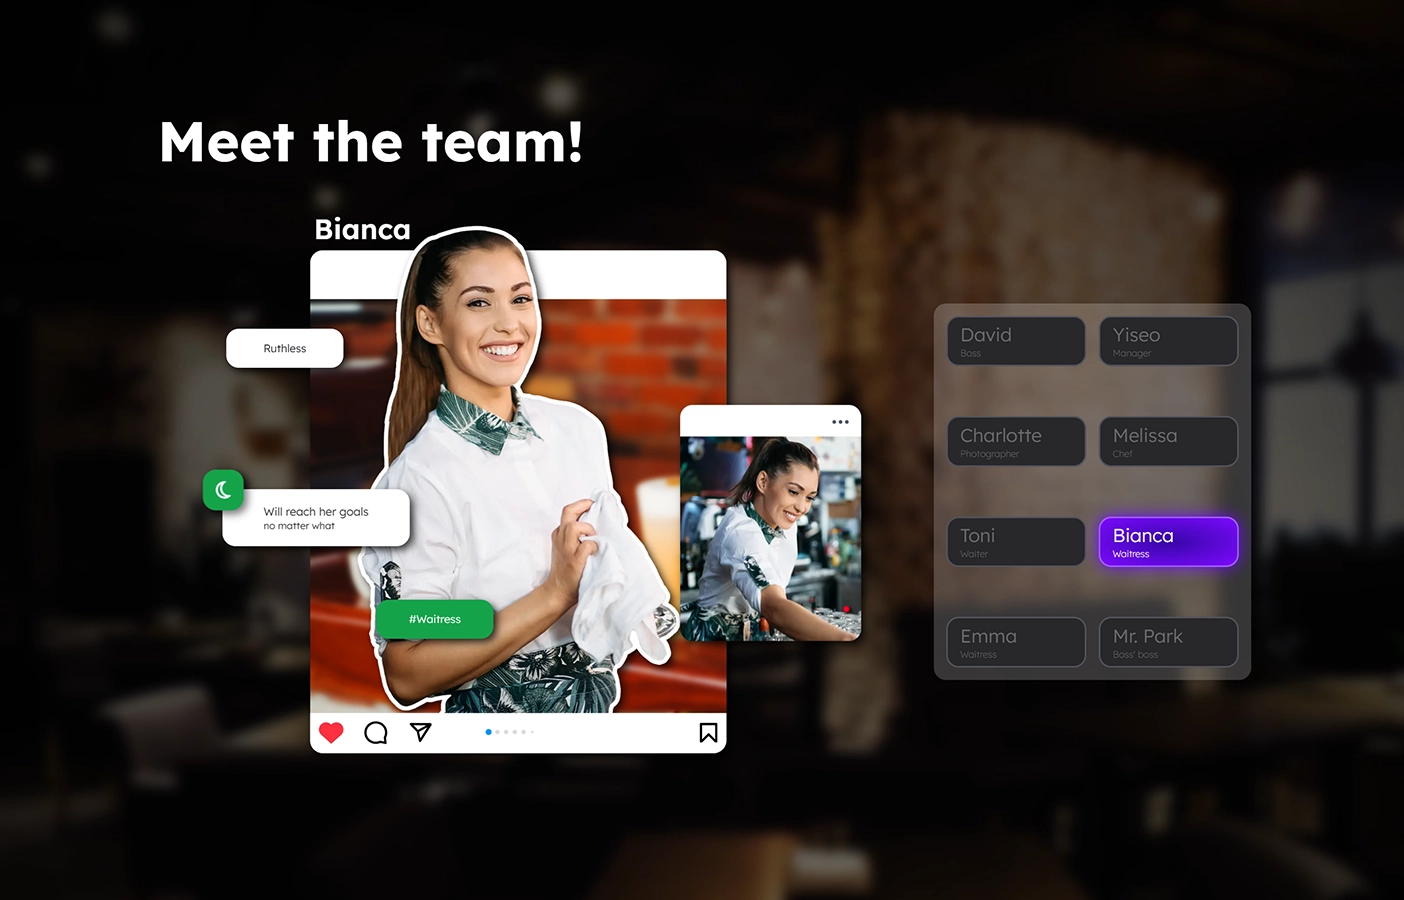 Meet the team!
Bianca
Ruthless
Will reach her goals
no matter what
#Waitress
David
Boss
Yiseo
Manager
Charlotte
Photographer
Melissa
Chef
Toni
Waiter
Bianca
Waitress
Emma
Waitress
Mr. Park
Boss' boss